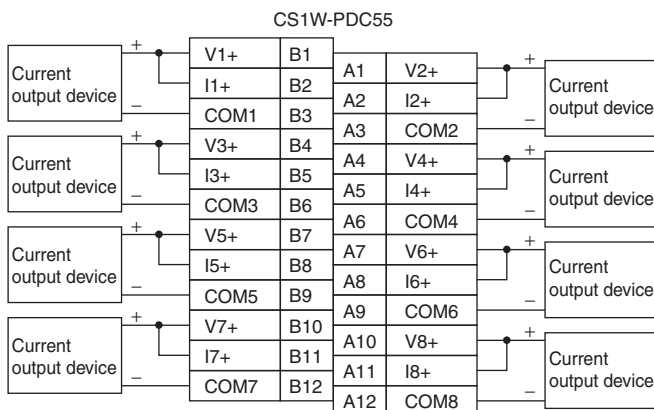 CS1W-PDC55
Current
output device
+
−
V1+ B1
I1+ B2
COM1 B3
Current
output device
+
−
V3+ B4
I3+ B5
COM3 B6
Current
output device
+
−
V5+ B7
I5+ B8
COM5 B9
Current
output device
+
−
V7+ B10
I7+ B11
COM7 B12
A1 V2+
A2 I2+
A3 COM2
+
−
Current
output device
A4 V4+
A5 I4+
A6 COM4
+
−
Current
output device
A7 V6+
A8 I6+
A9 COM6
+
−
Current
output device
A10 V8+
A11 I8+
A12 COM8
+
−
Current
output device